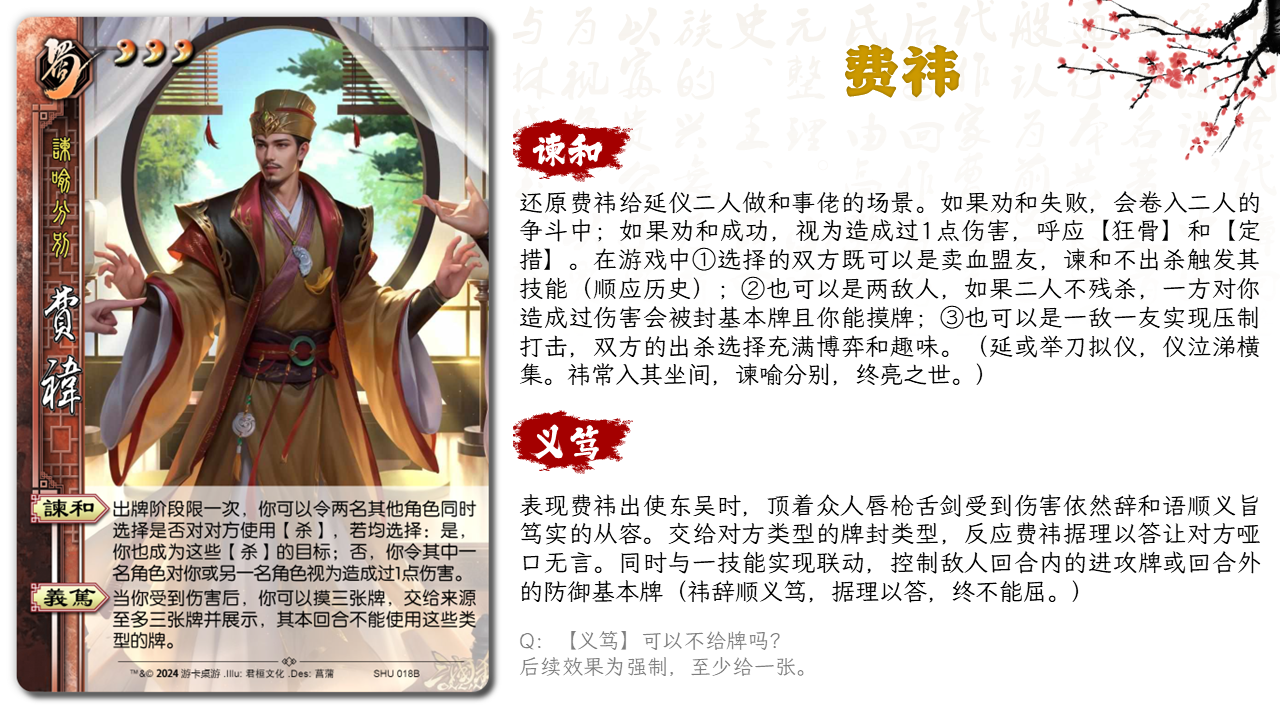 蜀
諫喻分別
費禕
諫和
出牌阶段限一次，你可以令两名其他角色同时
选择是否对对方使用【杀】，若均选择：是，
你也成为这些【杀】的目标；否，你令其中一
名角色对你或另一名角色视为造成过1点伤害。
義篤
当你受到伤害后，你可以摸三张牌，交给来源
至多三张牌并展示，其本回合不能使用这些类
型的牌。
™&© 2024 游卡桌游 .Illu: 君桓文化 .Des: 菖蒲 SHU 018B
费祎
谏和
还原费祎给延仪二人做和事佬的场景。如果劝和失败，会卷入二人的
争斗中；如果劝和成功，视为造成过1点伤害，呼应【狂骨】和【定
措】。在游戏中①选择的双方既可以是卖血盟友，谏和不出杀触发其
技能（顺应历史）；②也可以是两敌人，如果二人不残杀，一方对你
造成过伤害会被封基本牌且你能摸牌；③也可以是一敌一友实现压制
打击，双方的出杀选择充满博弈和趣味。（延或举刀拟仪，仪泣涕横
集。祎常入其坐间，谏喻分别，终亮之世。）
义笃
表现费祎出使东吴时，顶着众人唇枪舌剑受到伤害依然辞和语顺义旨
笃实的从容。交给对方类型的牌封类型，反应费祎据理以答让对方哑
口无言。同时与一技能实现联动，控制敌人回合内的进攻牌或回合外
的防御基本牌（祎辞顺义笃，据理以答，终不能屈。）
Q：【义笃】可以不给牌吗？
后续效果为强制，至少给一张。